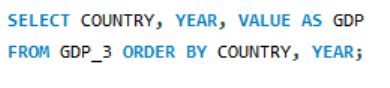 SELECT COUNTRY, YEAR, VALUE AS GDP
FROM GDP_3 ORDER BY COUNTRY, YEAR;